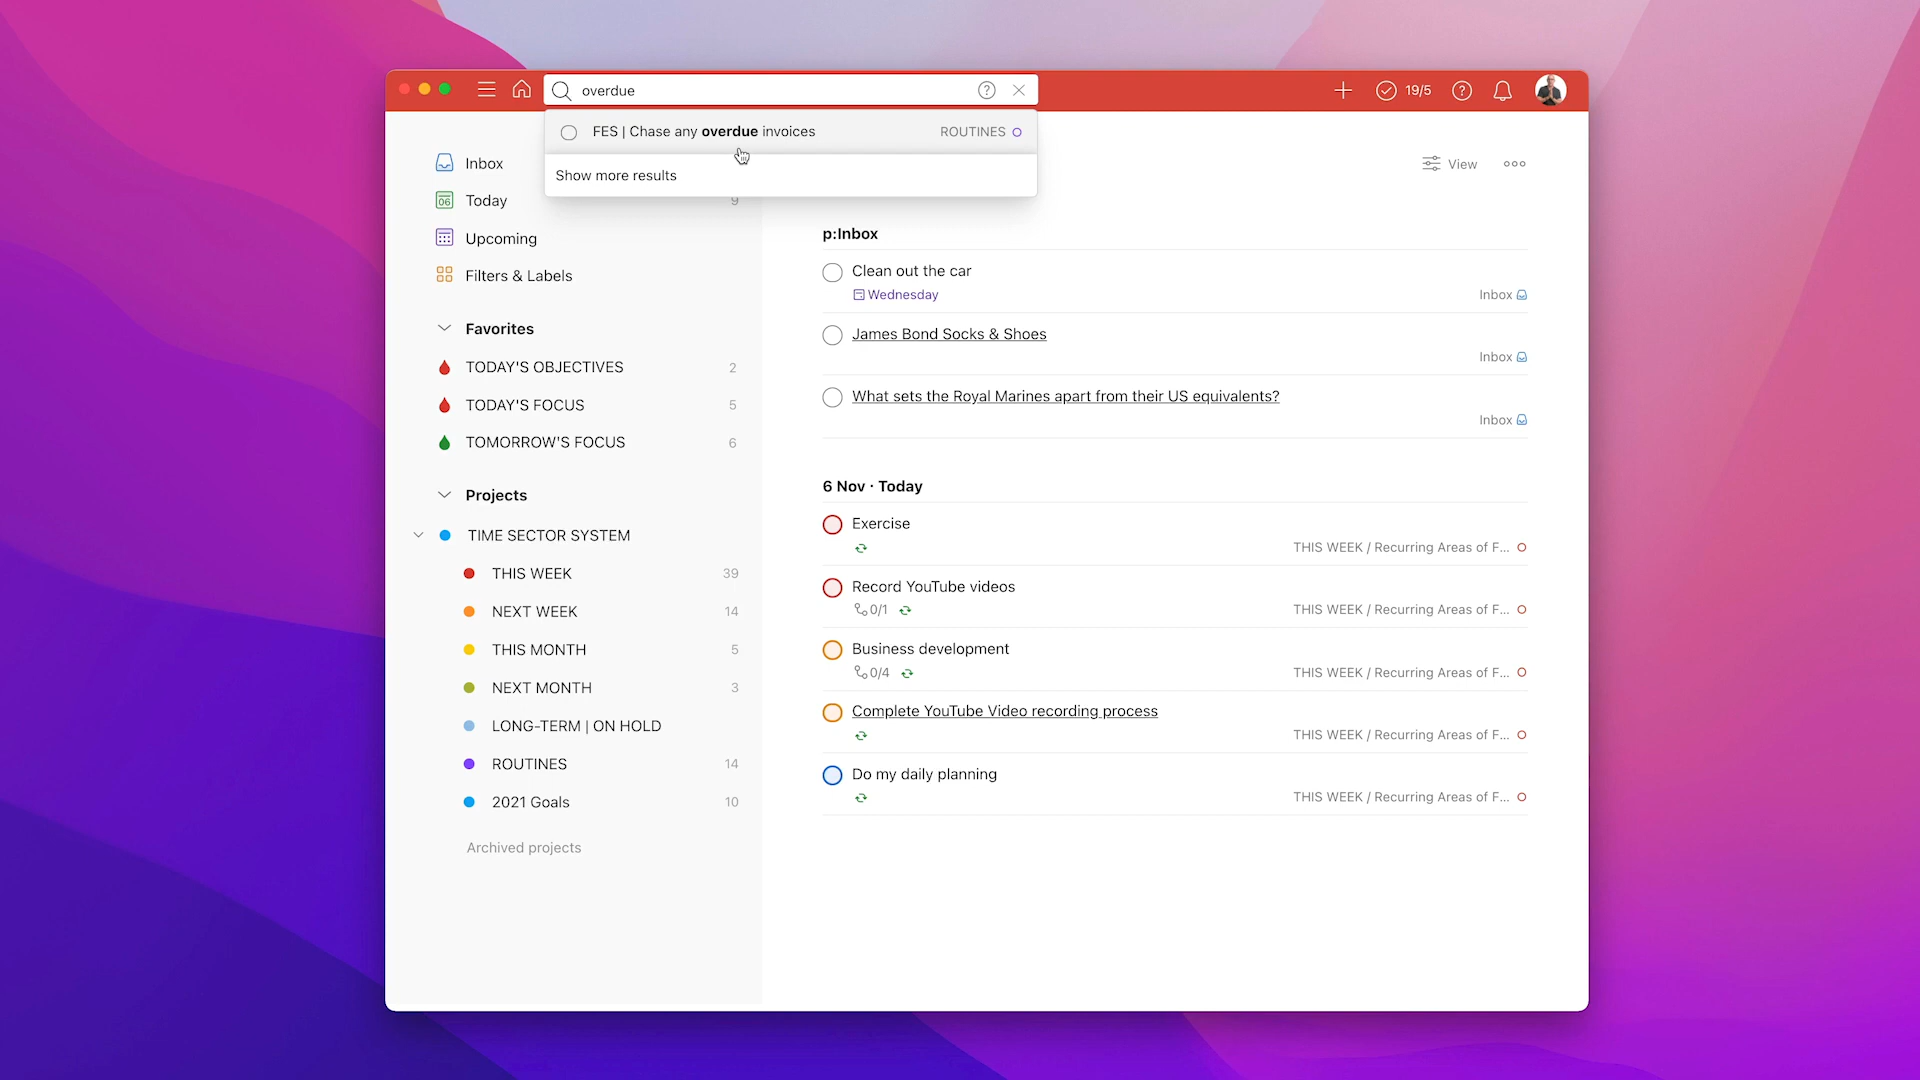 overdue
19/5
FES | Chase any overdue invoices ROUTINES
Show more results
Inbox
Today 9
Upcoming
Filters & Labels
Favorites
TODAY'S OBJECTIVES 2
TODAY'S FOCUS 5
TOMORROW'S FOCUS 6
Projects
TIME SECTOR SYSTEM
THIS WEEK 39
NEXT WEEK 14
THIS MONTH 5
NEXT MONTH 3
LONG-TERM | ON HOLD
ROUTINES 14
2021 Goals 10
Archived projects
View
p:Inbox
Clean out the car
Wednesday Inbox
James Bond Socks & Shoes
Inbox
What sets the Royal Marines apart from their US equivalents?
Inbox
6 Nov · Today
Exercise
THIS WEEK / Recurring Areas of F...
Record YouTube videos
0/1 THIS WEEK / Recurring Areas of F...
Business development
0/4 THIS WEEK / Recurring Areas of F...
Complete YouTube Video recording process
THIS WEEK / Recurring Areas of F...
Do my daily planning
THIS WEEK / Recurring Areas of F...